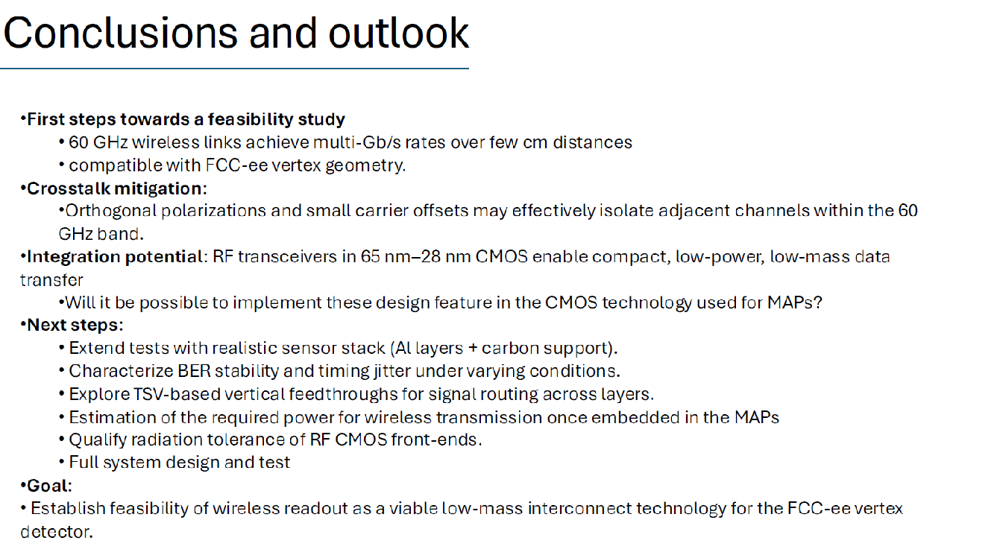 Conclusions and outlook
•First steps towards a feasibility study
• 60 GHz wireless links achieve multi-Gb/s rates over few cm distances
• compatible with FCC-ee vertex geometry.
•Crosstalk mitigation:
•Orthogonal polarizations and small carrier offsets may effectively isolate adjacent channels within the 60
GHz band.
•Integration potential: RF transceivers in 65 nm–28 nm CMOS enable compact, low-power, low-mass data
transfer
•Will it be possible to implement these design feature in the CMOS technology used for MAPs?
•Next steps:
• Extend tests with realistic sensor stack (Al layers + carbon support).
• Characterize BER stability and timing jitter under varying conditions.
• Explore TSV-based vertical feedthroughs for signal routing across layers.
• Estimation of the required power for wireless transmission once embedded in the MAPs
• Qualify radiation tolerance of RF CMOS front-ends.
• Full system design and test
•Goal:
• Establish feasibility of wireless readout as a viable low-mass interconnect technology for the FCC-ee vertex
detector.